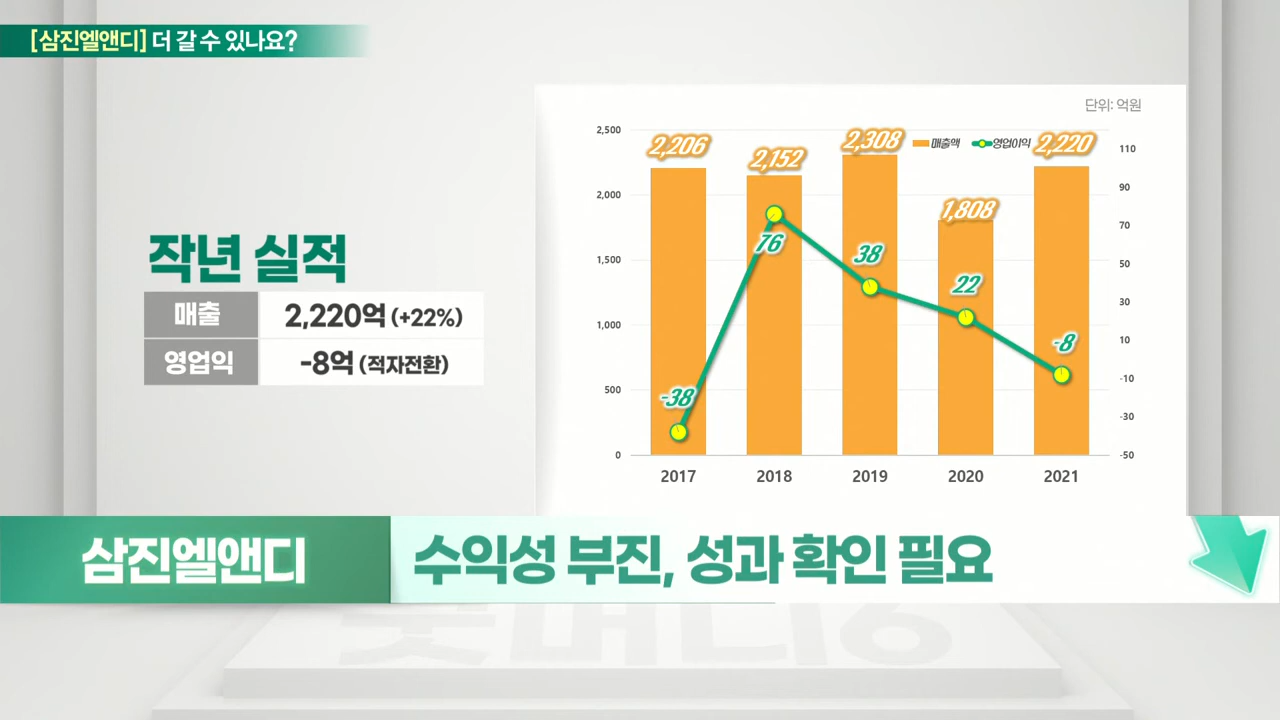 [삼진엘앤디] 더 갈 수 있나요?
작년 실적
매출 2,220억 (+22%)
영업익 -8억 (적자전환)
단위: 억원
매출액 영업이익
2,500
2,000
1,500
1,000
500
0
2,206
2,152
2,308
1,808
2,220
-38
76
38
22
-8
110
90
70
50
30
10
-10
-30
-50
2017 2018 2019 2020 2021
삼진엘앤디
수익성 부진, 성과 확인 필요